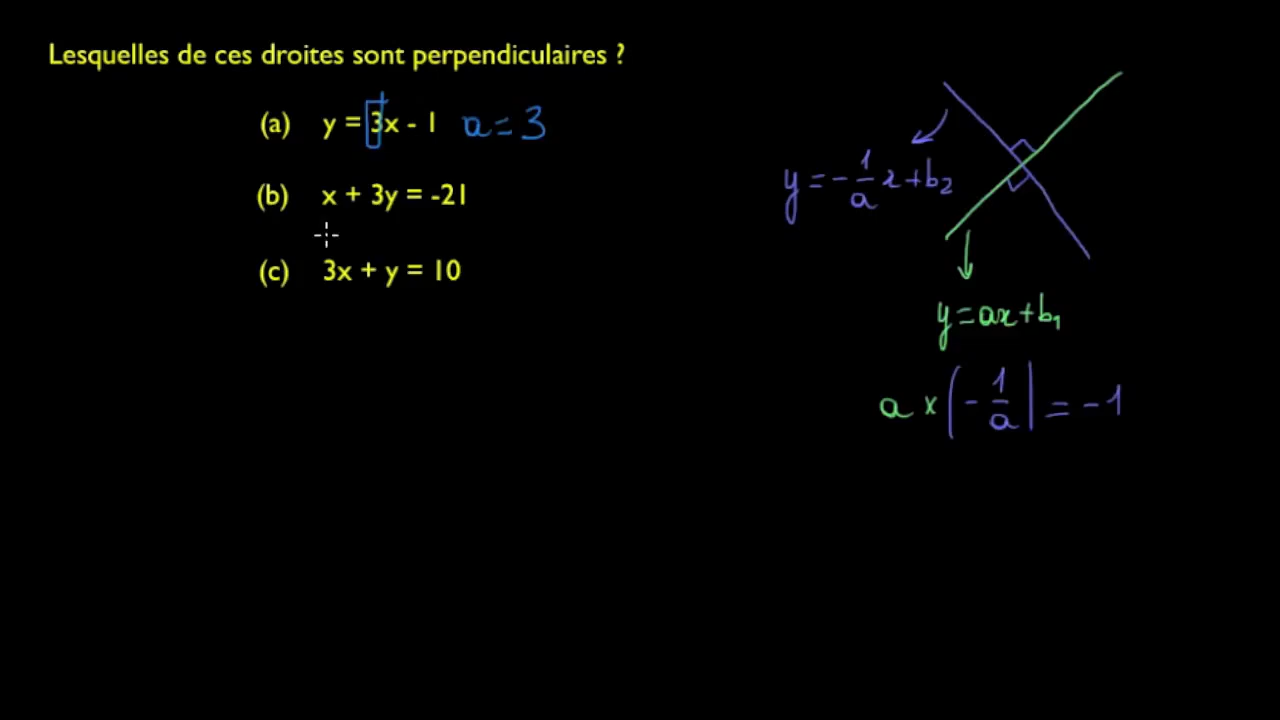 Lesquelles de ces droites sont perpendiculaires ?
(a) y = 3x - 1 a = 3
(b) x + 3y = -21
(c) 3x + y = 10
y = -1/a x + b₂
y = ax + b₁
a × (-1/a) = -1